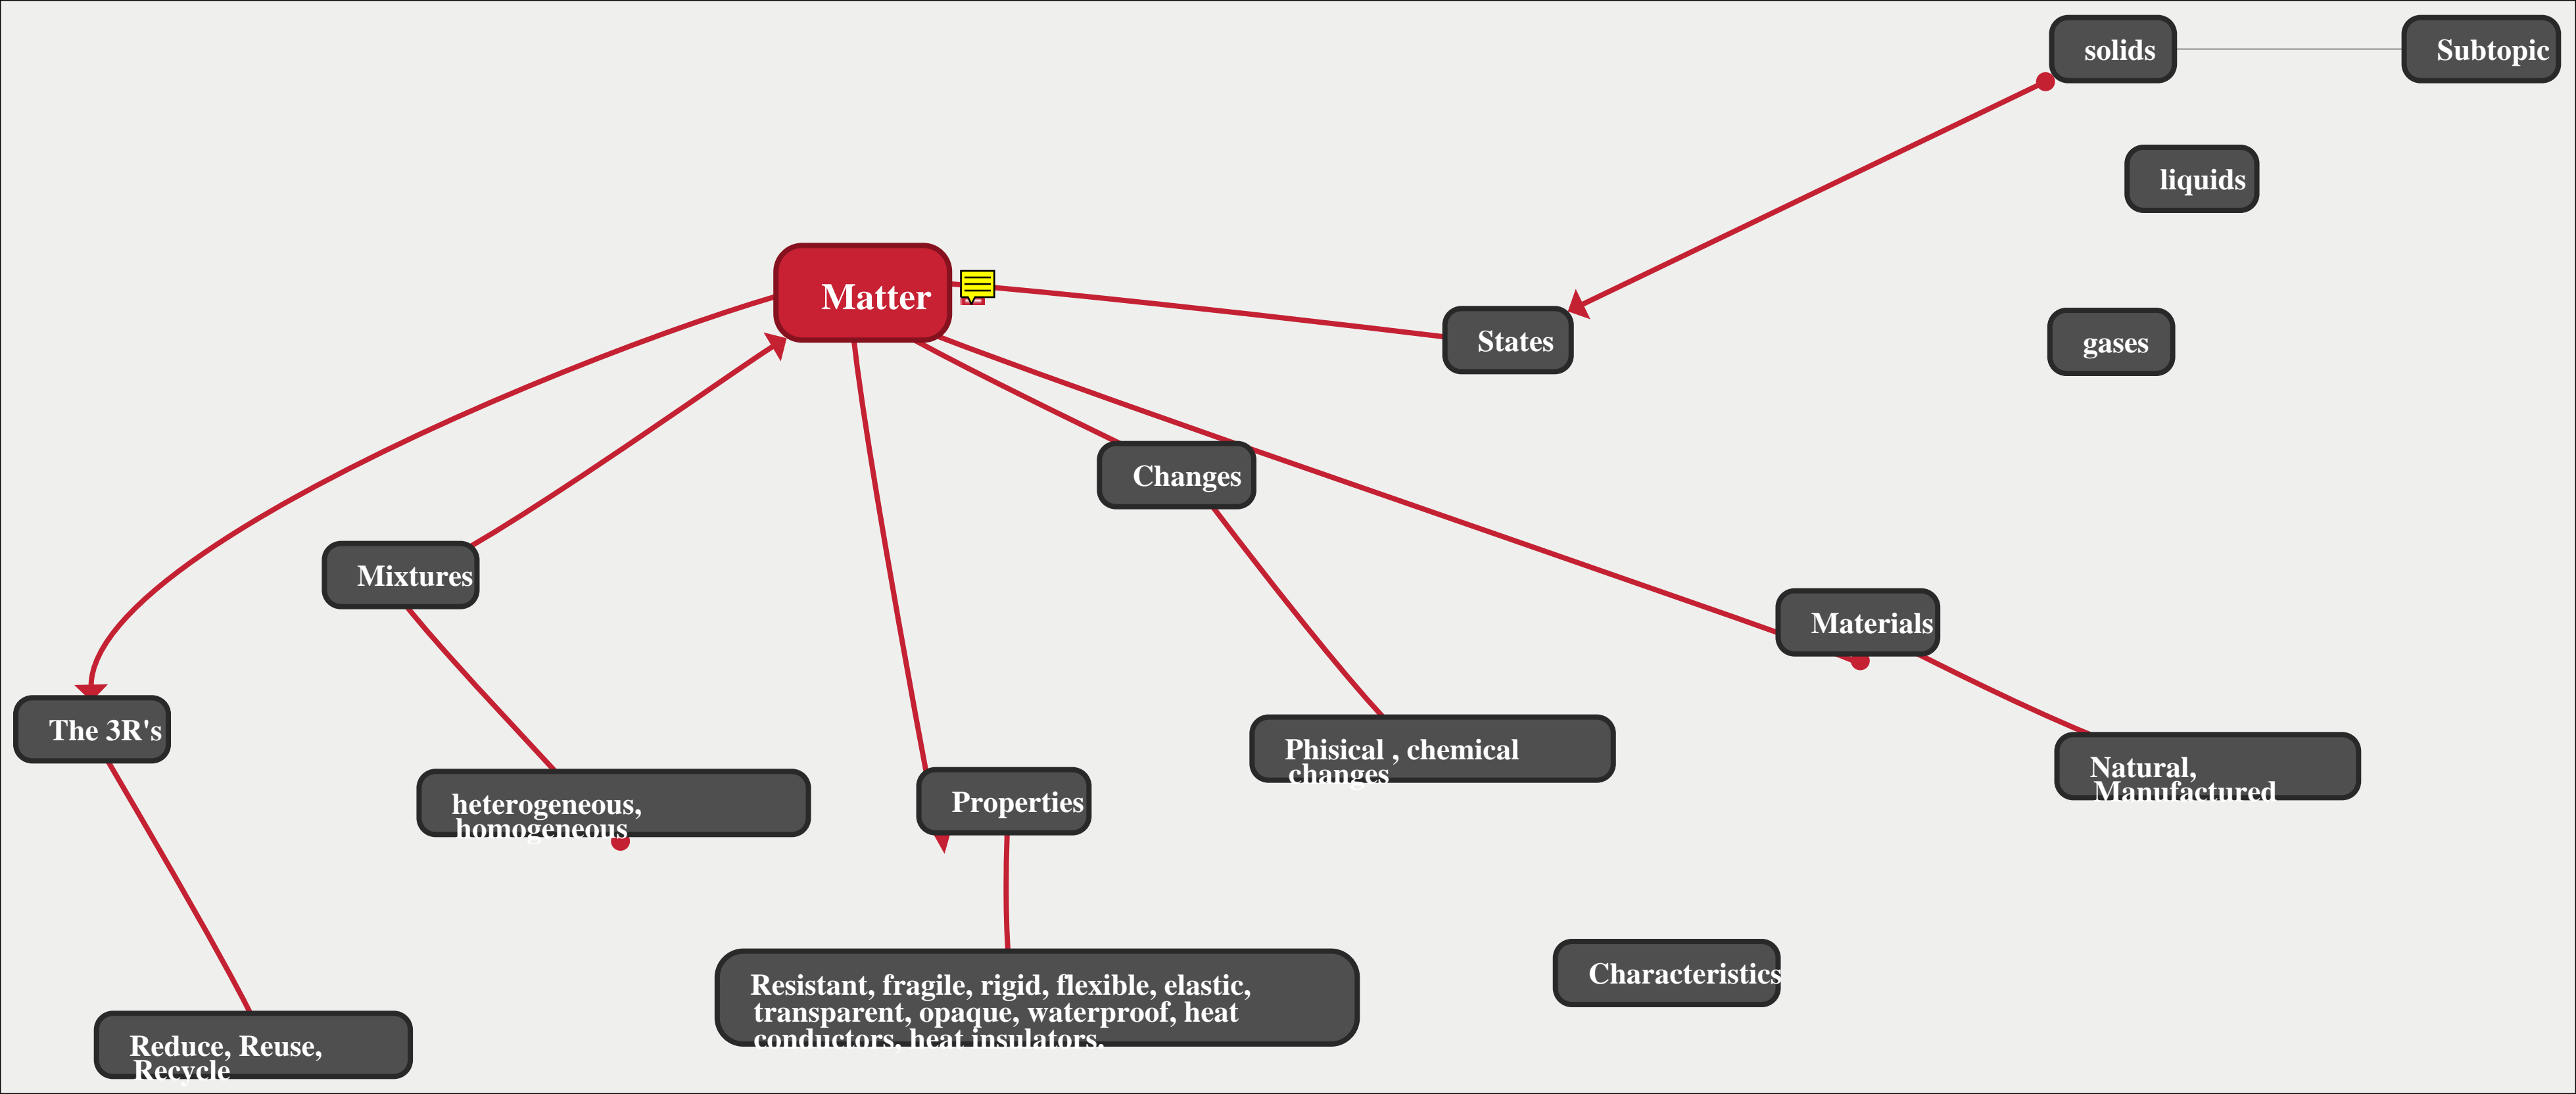 solids
Subtopic
liquids
Matter
States
gases
Changes
Mixtures
Materials
The 3R's
Phisical , chemical
changes
Natural,
Manufactured
heterogeneous,
homogeneous
Properties
Resistant, fragile, rigid, flexible, elastic,
transparent, opaque, waterproof, heat
conductors, heat insulators.
Characteristics
Reduce, Reuse,
Recycle